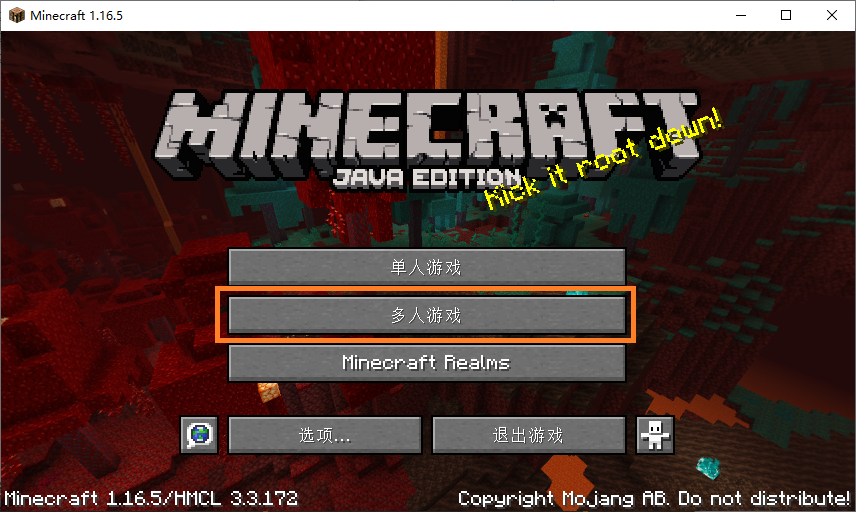 Minecraft 1.16.5
MINECRAFT
JAVA EDITION
Kick it root down!
单人游戏
多人游戏
Minecraft Realms
选项...
退出游戏
Minecraft 1.16.5/HMCL 3.3.172
Copyright Mojang AB. Do not distribute!